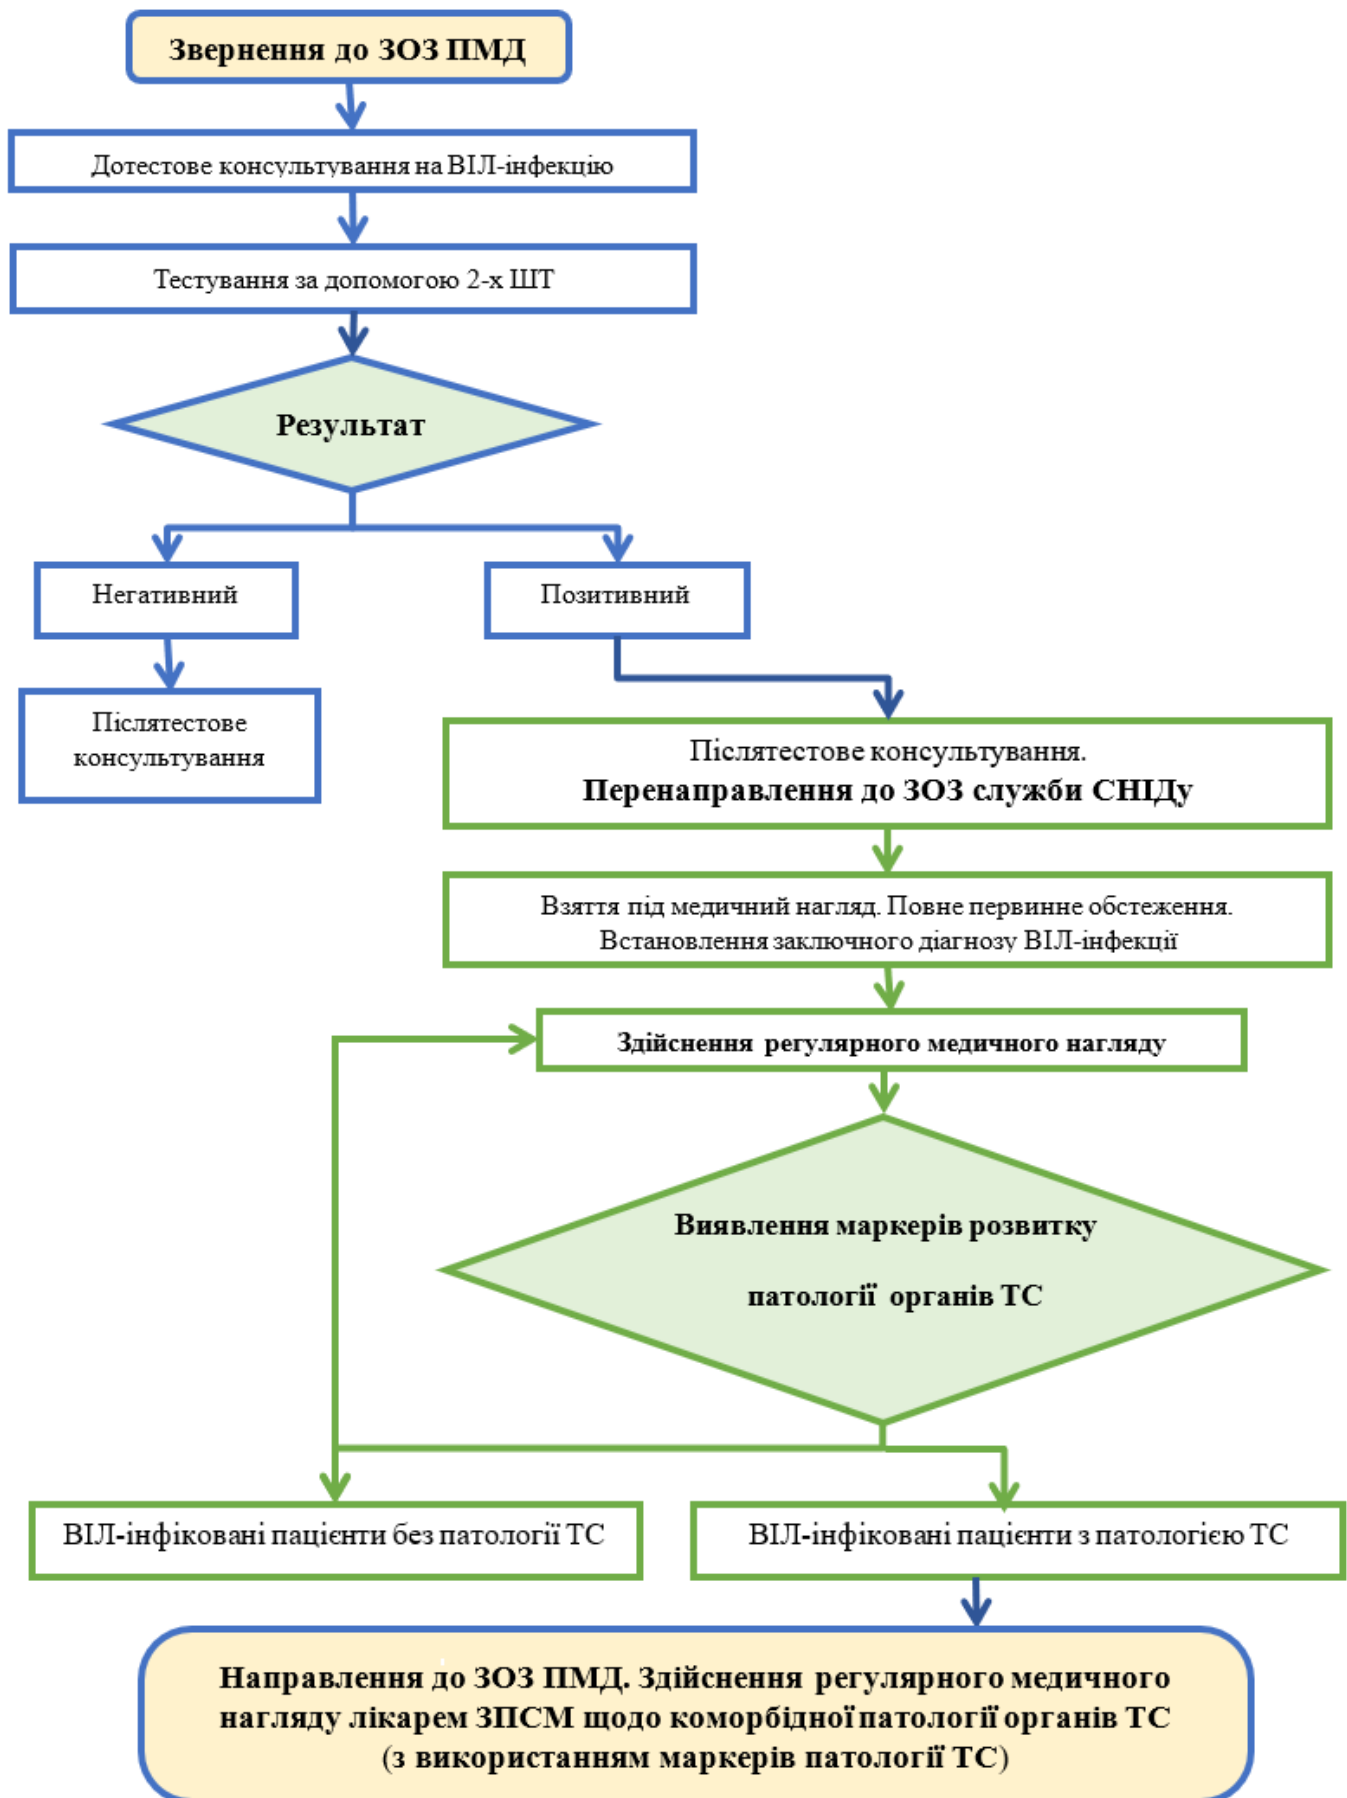 Звернення до ЗОЗ ПМД
Дотестове консультування на ВІЛ-інфекцію
Тестування за допомогою 2-х ШТ
Результат
Негативний
Позитивний
Післятестове
консультування
Післятестове консультування.
Перенаправлення до ЗОЗ служби СНІДу
Взяття під медичний нагляд. Повне первинне обстеження.
Встановлення заключного діагнозу ВІЛ-інфекції
Здійснення регулярного медичного нагляду
Виявлення маркерів розвитку
патології органів ТС
ВІЛ-інфіковані пацієнти без патології ТС
ВІЛ-інфіковані пацієнти з патологією ТС
Направлення до ЗОЗ ПМД. Здійснення регулярного медичного
нагляду лікарем ЗПСМ щодо коморбідної патології органів ТС
(з використанням маркерів патології ТС)